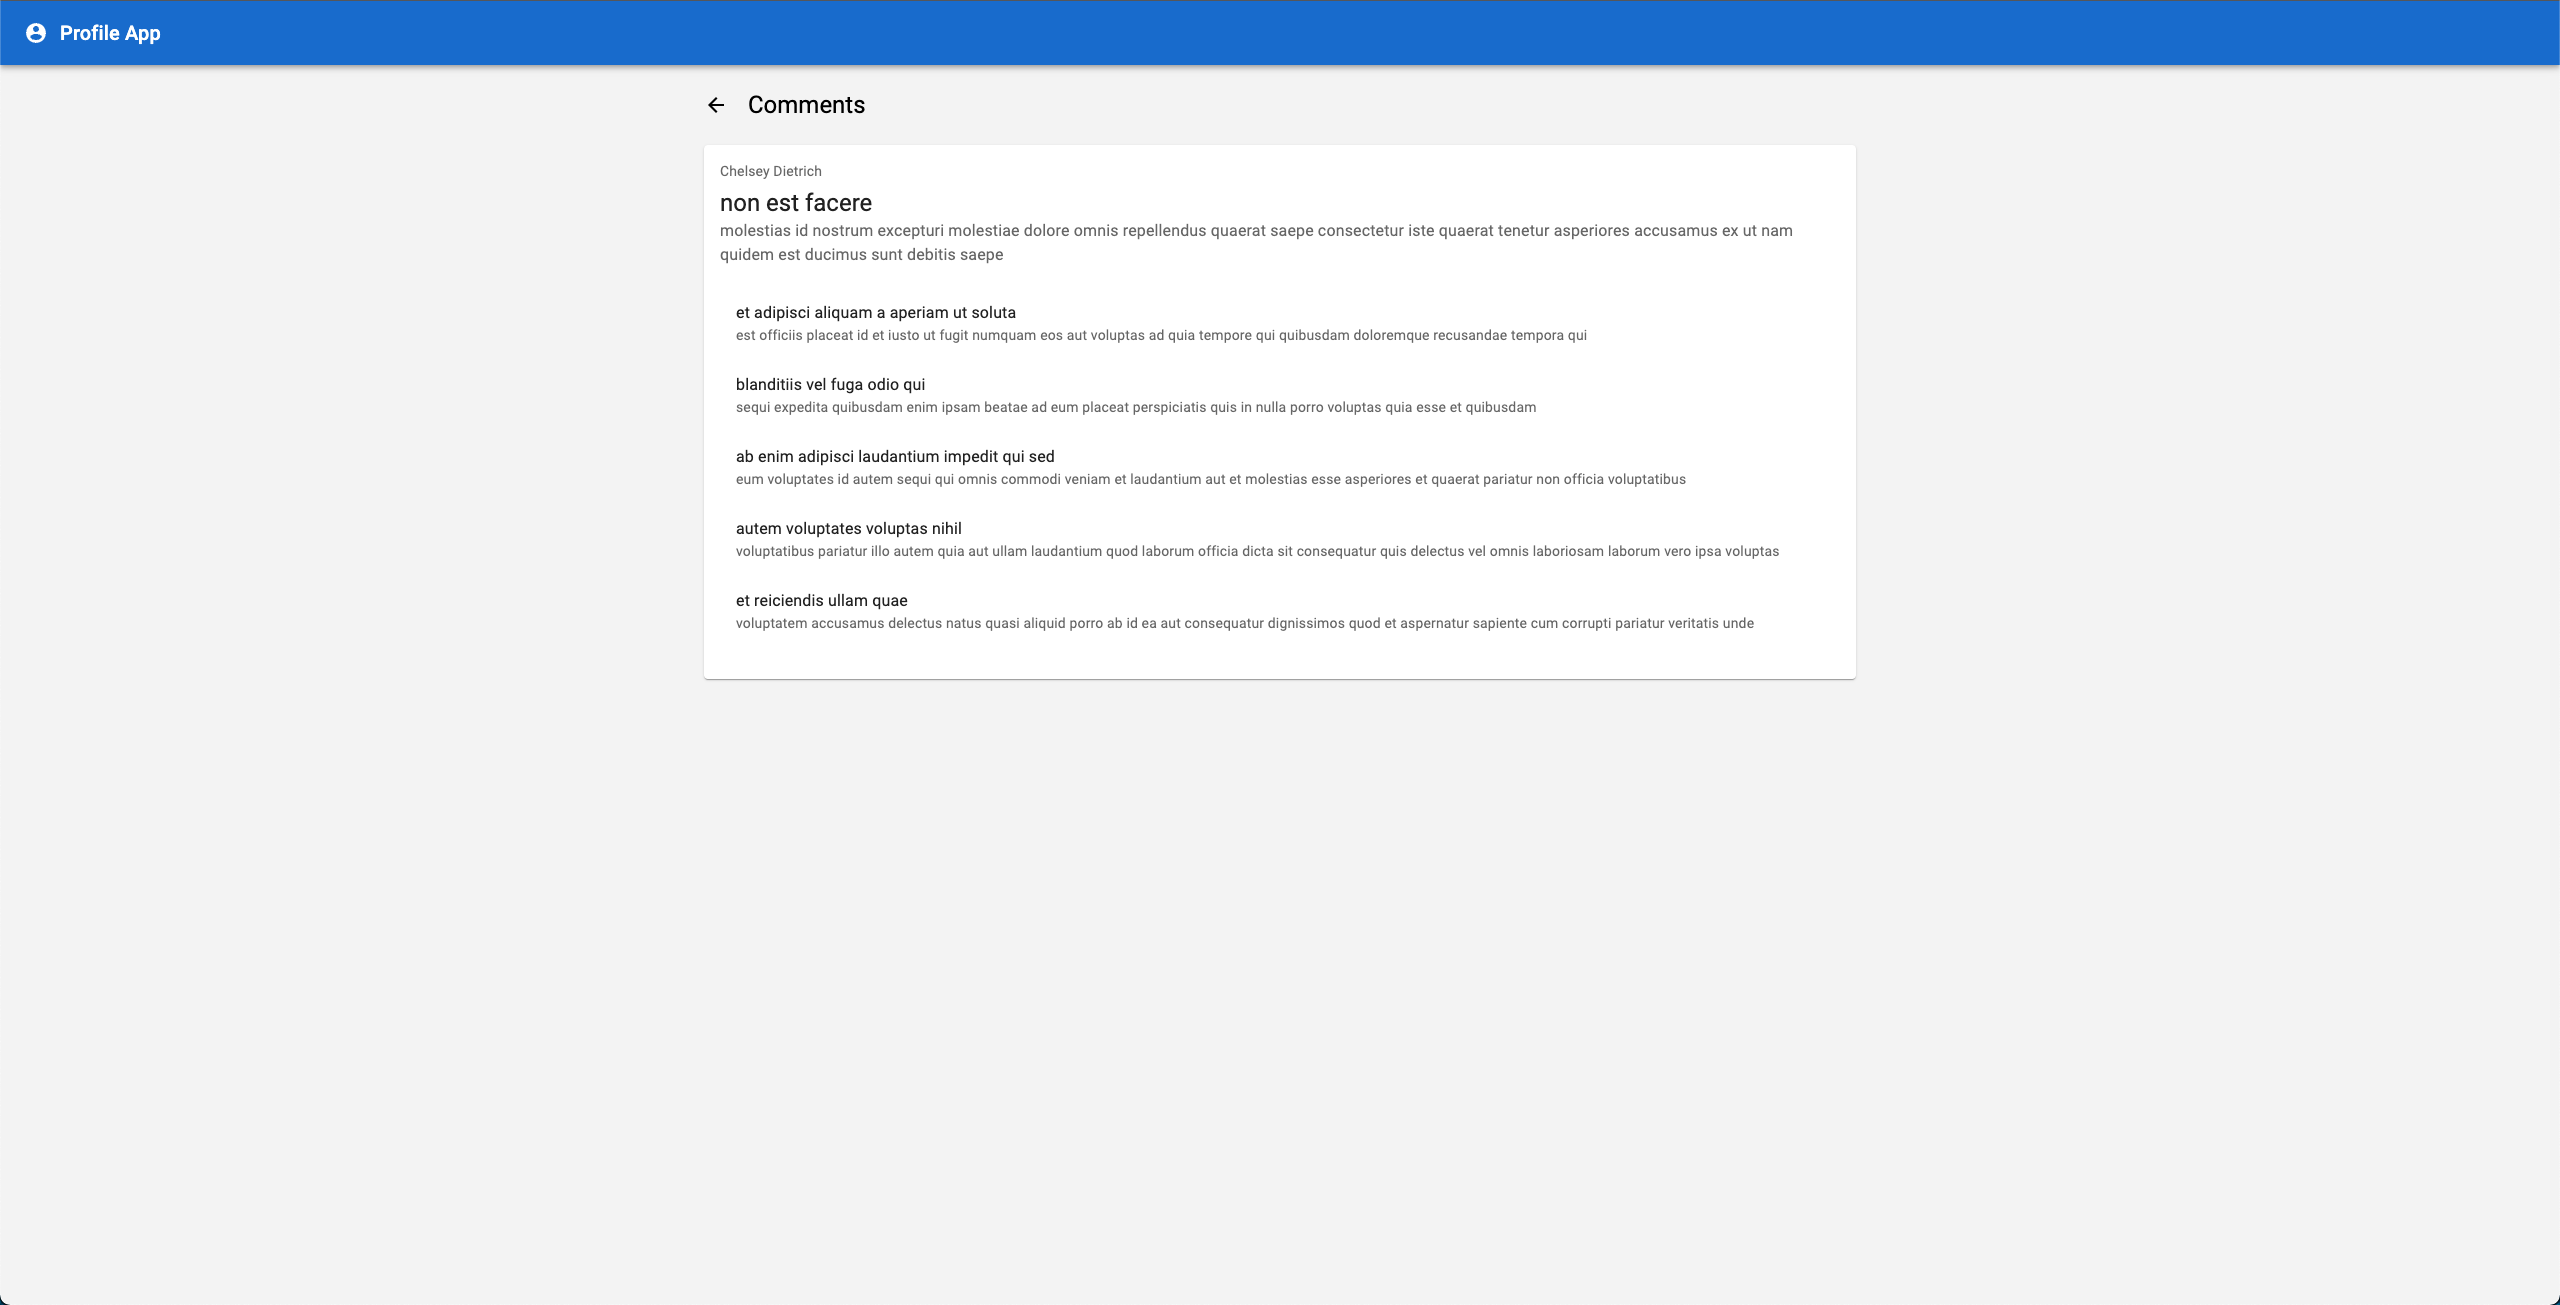 Profile App
Comments
Chelsey Dietrich
non est facere
molestias id nostrum excepturi molestiae dolore omnis repellendus quaerat saepe consectetur iste quaerat tenetur asperiores accusamus ex ut nam
quidem est ducimus sunt debitis saepe
et adipisci aliquam a aperiam ut soluta
est officiis placeat id et iusto ut fugit numquam eos aut voluptas ad quia tempore qui quibusdam doloremque recusandae tempora qui
blanditiis vel fuga odio qui
sequi expedita quibusdam enim ipsam beatae ad eum placeat perspiciatis quis in nulla porro voluptas quia esse et quibusdam
ab enim adipisci laudantium impedit qui sed
eum voluptates id autem sequi qui omnis commodi veniam et laudantium aut et molestias esse asperiores et quaerat pariatur non officia voluptatibus
autem voluptates voluptas nihil
voluptatibus pariatur illo autem quia aut ullam laudantium quod laborum officia dicta sit consequatur quis delectus vel omnis laboriosam laborum vero ipsa voluptas
et reiciendis ullam quae
voluptatem accusamus delectus natus quasi aliquid porro ab id ea aut consequatur dignissimos quod et aspernatur sapiente cum corrupti pariatur veritatis unde